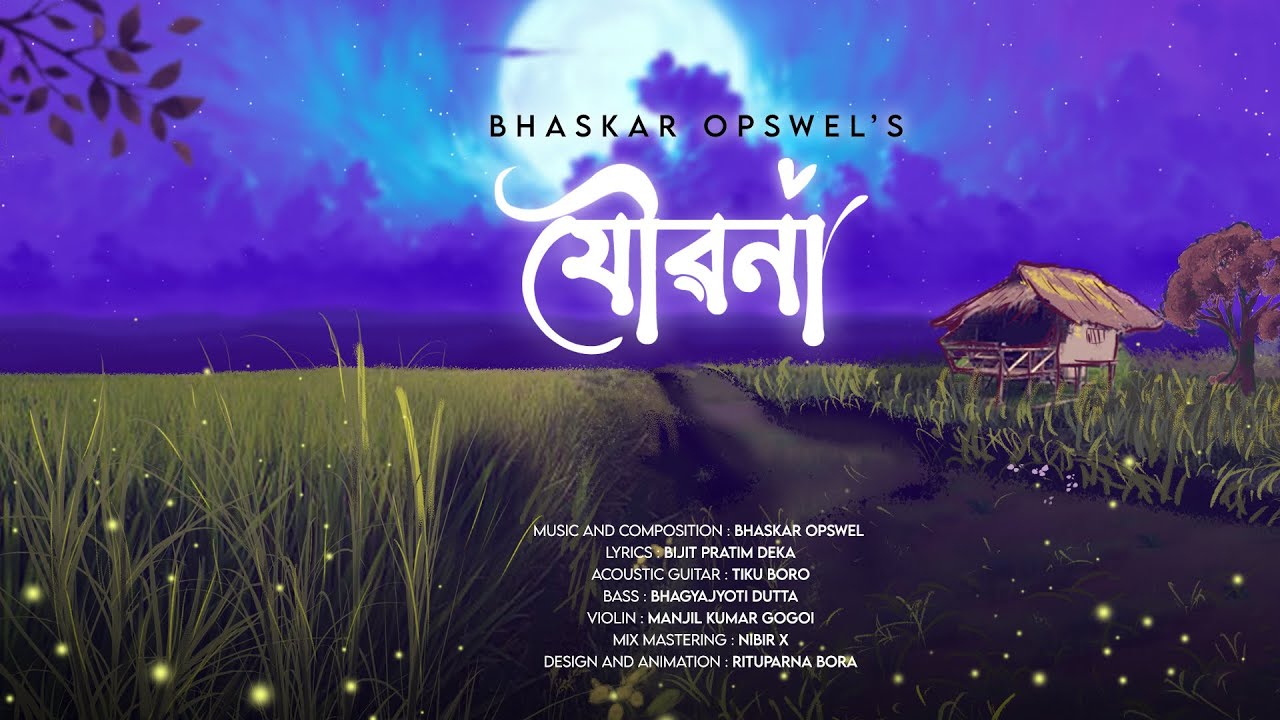 BHASKAR OPSWEL'S
যৌৱনাঁ
MUSIC AND COMPOSITION : BHASKAR OPSWEL
LYRICS : BIJIT PRATIM DEKA
ACOUSTIC GUITAR : TIKU BORO
BASS : BHAGYAJYOTI DUTTA
VIOLIN : MANJIL KUMAR GOGOI
MIX MASTERING : NIBIR X
DESIGN AND ANIMATION : RITUPARNA BORA